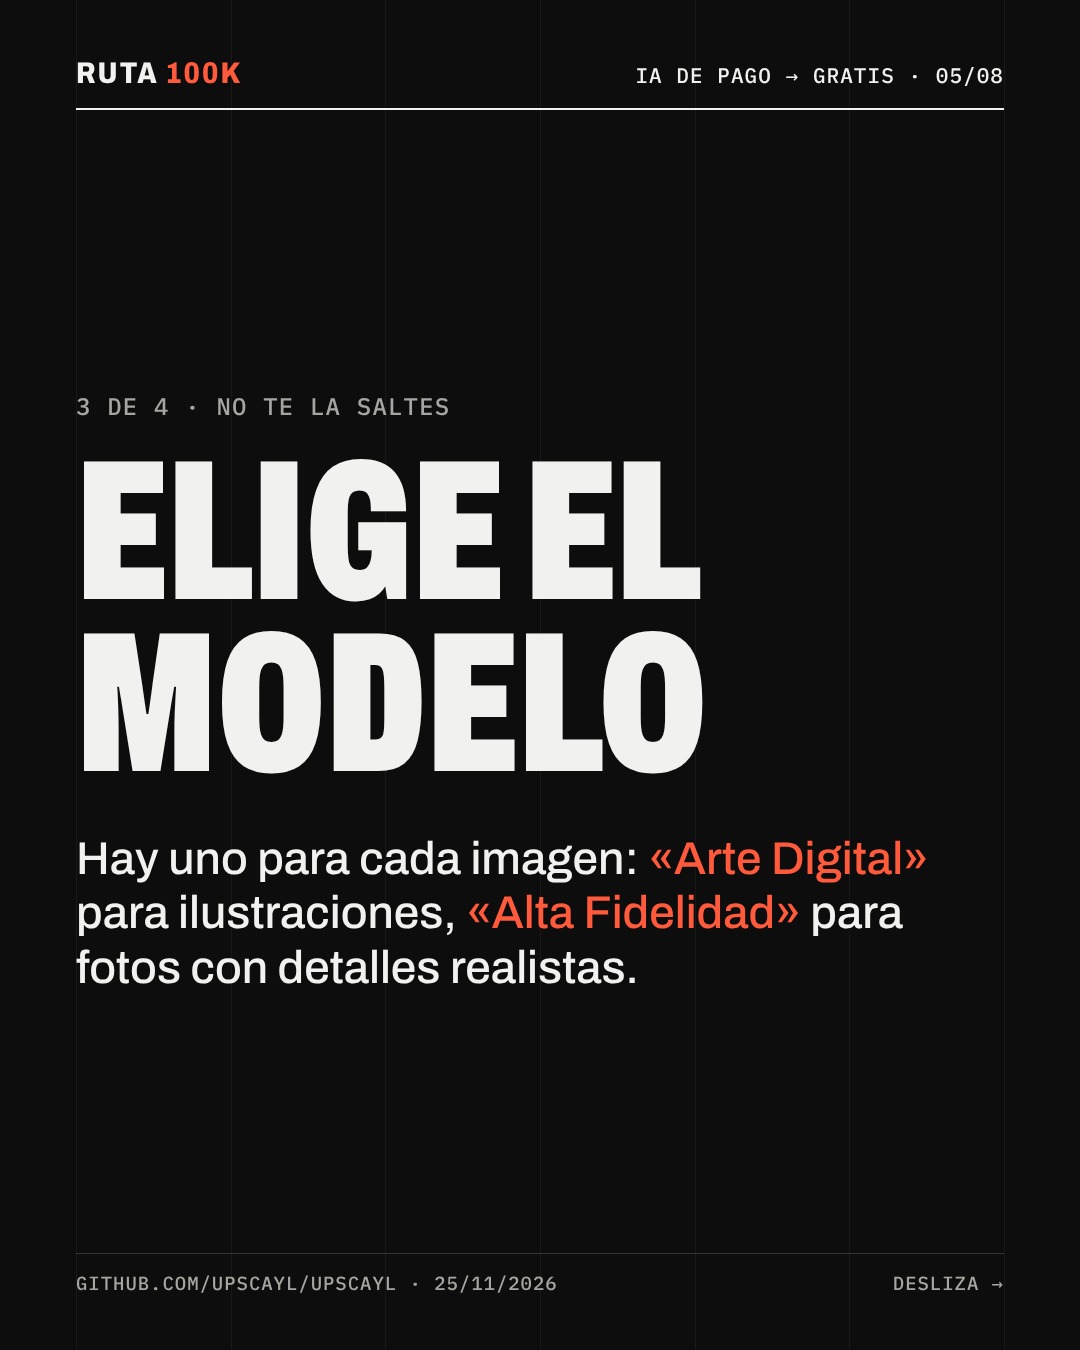 RUTA 100K
IA DE PAGO → GRATIS · 05/08
3 DE 4 · NO TE LA SALTES
ELIGE EL
MODELO
Hay uno para cada imagen: «Arte Digital»
para ilustraciones, «Alta Fidelidad» para
fotos con detalles realistas.
GITHUB.COM/UPSCAYL/UPSCAYL · 25/11/2026
DESLIZA →